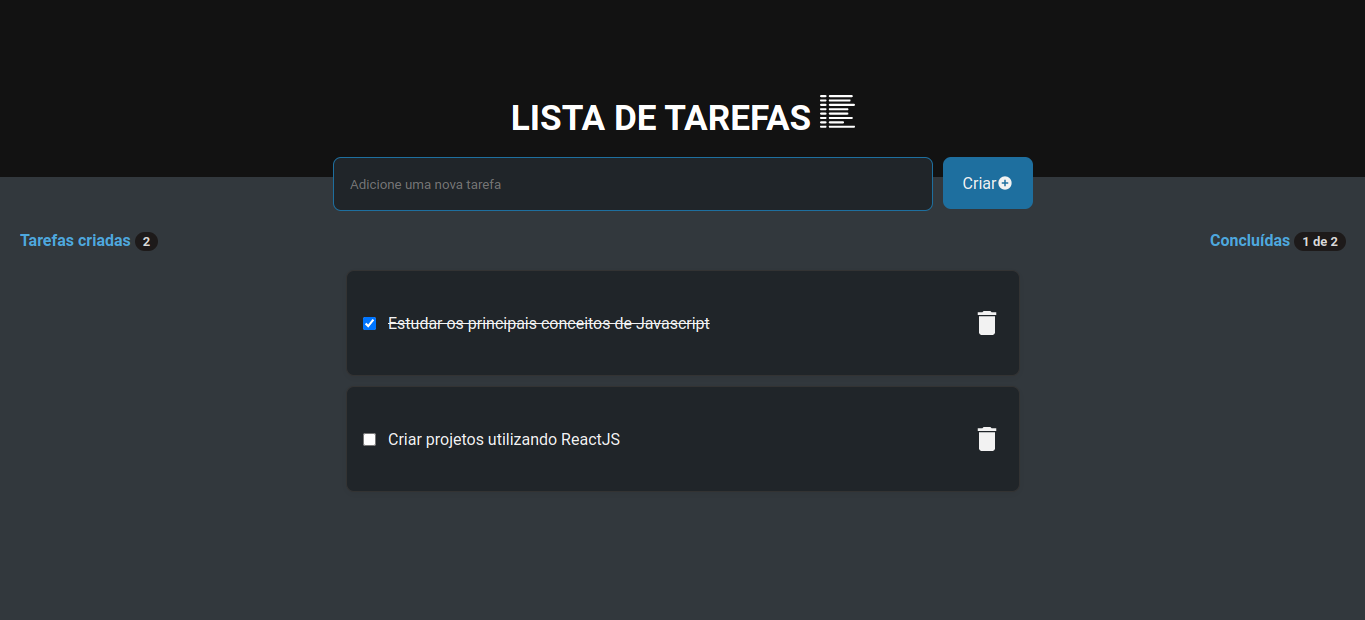 LISTA DE TAREFAS
Adicione uma nova tarefa
Criar
Tarefas criadas 2
Concluídas 1 de 2
Estudar os principais conceitos de Javascript
Criar projetos utilizando ReactJS